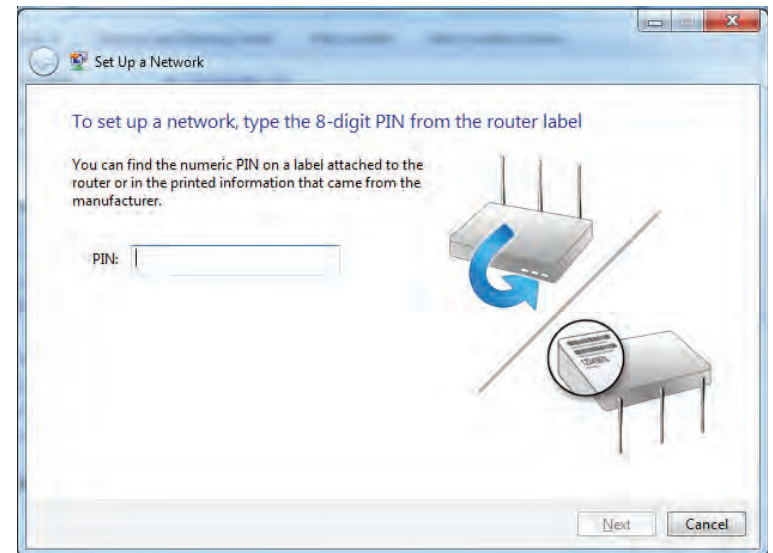 Set Up a Network
To set up a network, type the 8-digit PIN from the router label
You can find the numeric PIN on a label attached to the
router or in the printed information that came from the
manufacturer.
PIN:
Next
Cancel